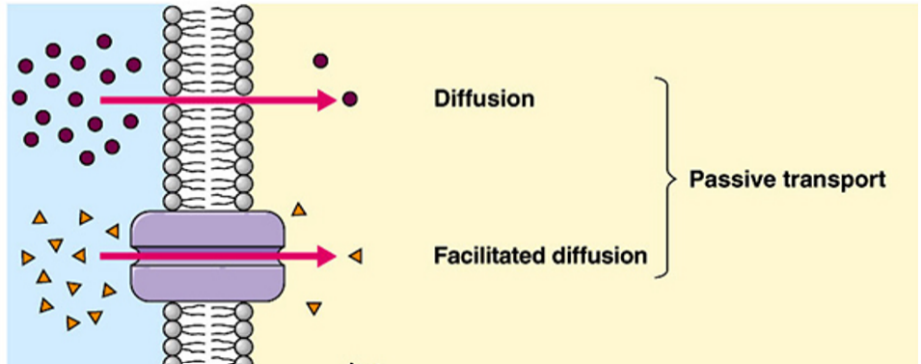 Diffusion
Passive transport
Facilitated diffusion